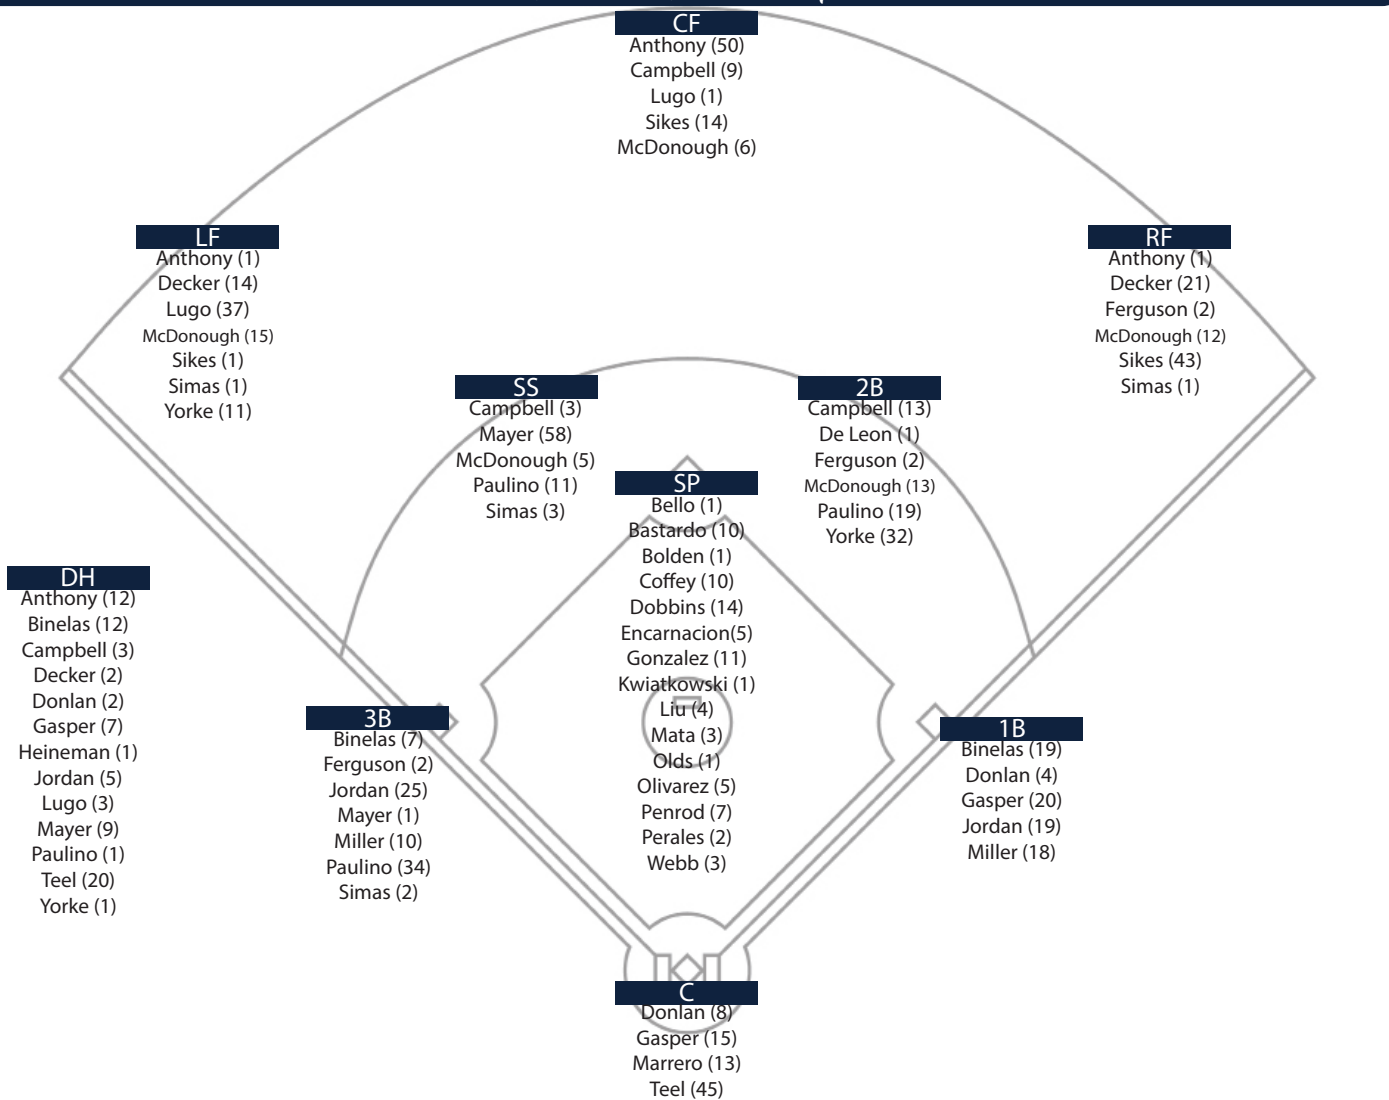 CF
Anthony (50)
Campbell (9)
Lugo (1)
Sikes (14)
McDonough (6)
LF
Anthony (1)
Decker (14)
Lugo (37)
McDonough (15)
Sikes (1)
Simas (1)
Yorke (11)
RF
Anthony (1)
Decker (21)
Ferguson (2)
McDonough (12)
Sikes (43)
Simas (1)
SS
Campbell (3)
Mayer (58)
McDonough (5)
Paulino (11)
Simas (3)
2B
Campbell (13)
De Leon (1)
Ferguson (2)
McDonough (13)
Paulino (19)
Yorke (32)
SP
Bello (1)
Bastardo (10)
Bolden (1)
Coffey (10)
Dobbins (14)
Encarnacion(5)
Gonzalez (11)
Kwiatkowski (1)
Liu (4)
Mata (3)
Olds (1)
Olivarez (5)
Penrod (7)
Perales (2)
Webb (3)
DH
Anthony (12)
Binelas (12)
Campbell (3)
Decker (2)
Donlan (2)
Gasper (7)
Heineman (1)
Jordan (5)
Lugo (3)
Mayer (9)
Paulino (1)
Teel (20)
Yorke (1)
3B
Binelas (7)
Ferguson (2)
Jordan (25)
Mayer (1)
Miller (10)
Paulino (34)
Simas (2)
1B
Binelas (19)
Donlan (4)
Gasper (20)
Jordan (19)
Miller (18)
C
Donlan (8)
Gasper (15)
Marrero (13)
Teel (45)